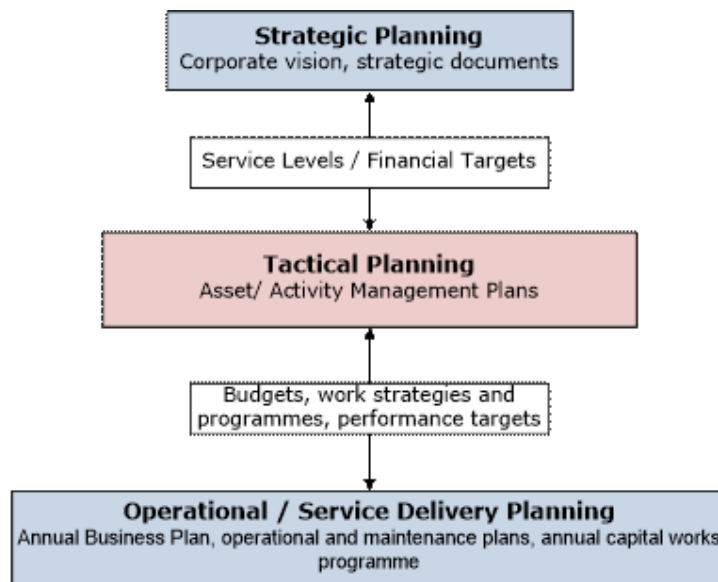 Strategic Planning
Corporate vision, strategic documents
Service Levels / Financial Targets
Tactical Planning
Asset/ Activity Management Plans
Budgets, work strategies and
programmes, performance targets
Operational / Service Delivery Planning
Annual Business Plan, operational and maintenance plans, annual capital works
programme